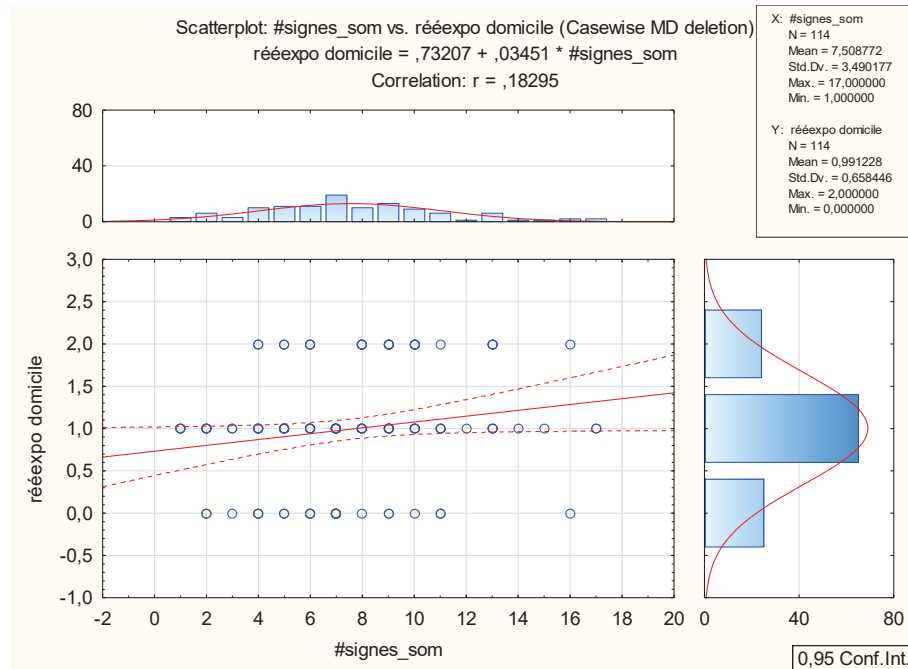 Scatterplot: #signes_som vs. rééexpo domicile (Casewise MD deletion)
rééexpo domicile = ,73207 + ,03451 * #signes_som
Correlation: r = ,18295
X: #signes_som
N = 114
Mean = 7,508772
Std.Dv. = 3,490177
Max. = 17,000000
Min. = 1,000000
Y: rééexpo domicile
N = 114
Mean = 0,991228
Std.Dv. = 0,658446
Max. = 2,000000
Min. = 0,000000
80
40
0
3,0
2,5
2,0
1,5
1,0
0,5
0,0
-0,5
-1,0
rééexpo domicile
-2 0 2 4 6 8 10 12 14 16 18 20
#signes_som
0 40 80
0,95 Conf.Int.